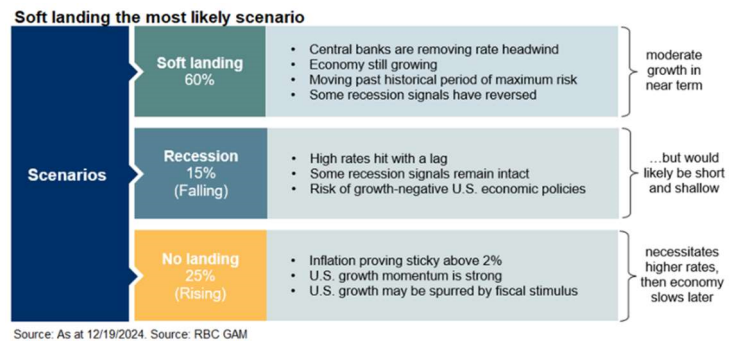 Soft landing the most likely scenario
Scenarios
Soft landing
60%
• Central banks are removing rate headwind
• Economy still growing
• Moving past historical period of maximum risk
• Some recession signals have reversed
moderate
growth in
near term
Recession
15%
(Falling)
• High rates hit with a lag
• Some recession signals remain intact
• Risk of growth-negative U.S. economic policies
…but would
likely be short
and shallow
No landing
25%
(Rising)
• Inflation proving sticky above 2%
• U.S. growth momentum is strong
• U.S. growth may be spurred by fiscal stimulus
necessitates
higher rates,
then economy
slows later
Source: As at 12/19/2024. Source: RBC GAM